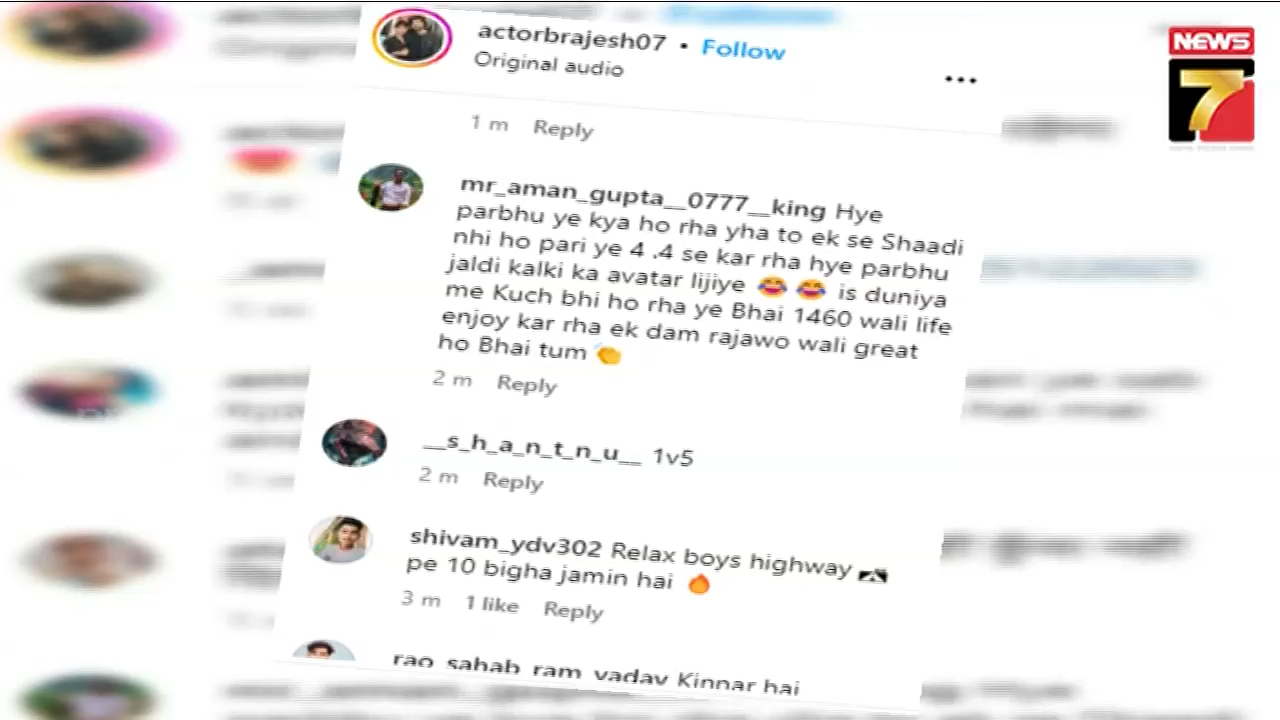 NEWS
7
actorbrajesh07 • Follow
Original audio
1 m Reply
mr_aman_gupta__0777__king Hye
parbhu ye kya ho rha yha to ek se Shaadi
nhi ho pari ye 4 .4 se kar rha hye parbhu
jaldi kalki ka avatar lijiye 😂 😂 is duniya
me Kuch bhi ho rha ye Bhai 1460 wali life
enjoy kar rha ek dam rajawo wali great
ho Bhai tum 👏
2 m Reply
__s_h_a_n_t_n_u__ 1v5
2 m Reply
shivam_ydv302 Relax boys highway 🛣
pe 10 bigha jamin hai 🔥
3 m 1 like Reply
rao_sahab_ram_yadav Kinnar hai